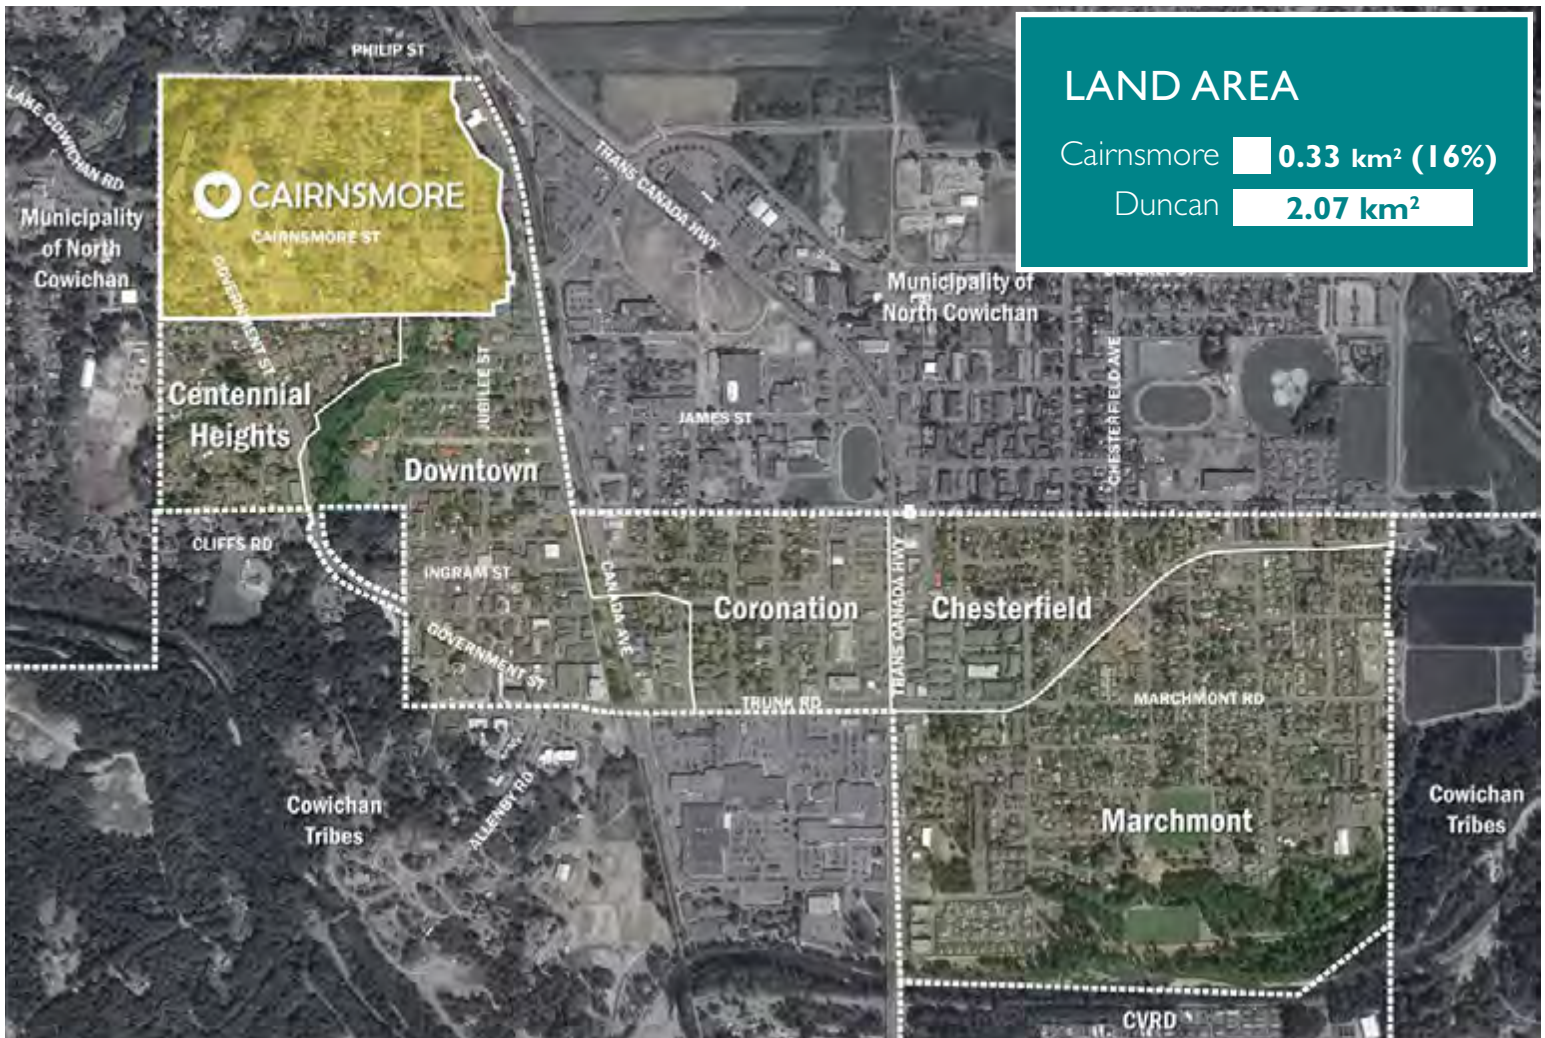 PHILIP ST
LAND AREA
Cairnsmore 0.33 km² (16%)
Duncan 2.07 km²
LAKE COWICHAN RD
TRANS CANADA HWY
CAIRNSMORE
CAIRNSMORE ST
Municipality
of North
Cowichan
GOVERNMENT ST
Municipality of
North Cowichan
Centennial
Heights
JUBILEE ST
JAMES ST
CHESTERFIELD AVE
Downtown
CLIFFS RD
INGRAM ST
CANADA AVE
Coronation
TRANS CANADA HWY
Chesterfield
GOVERNMENT ST
TRUNK RD
MARCHMONT RD
ALLENBY RD
Cowichan
Tribes
Marchmont
Cowichan
Tribes
CVRD